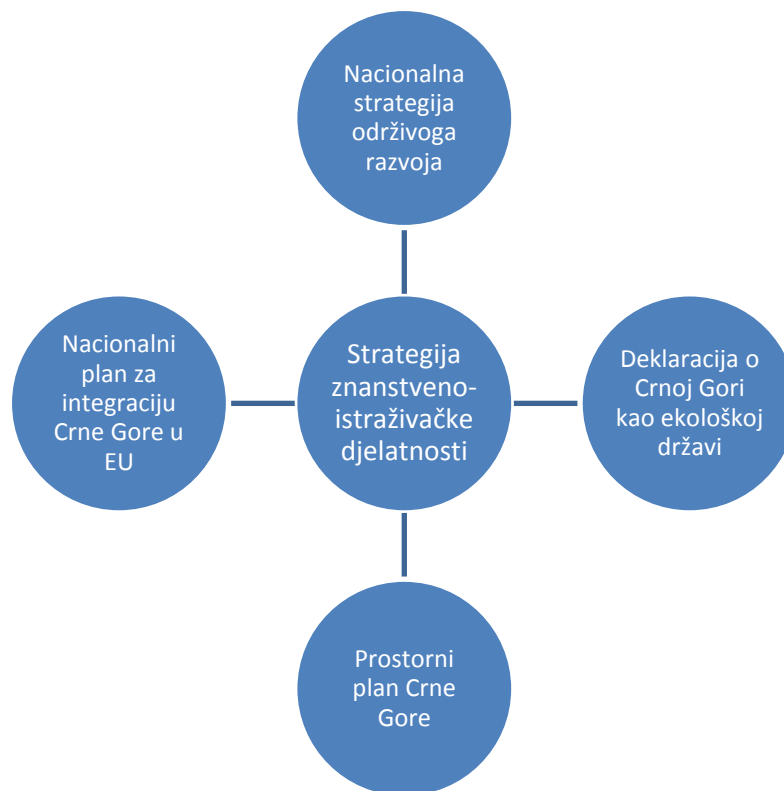 Nacionalna
strategija
održivoga
razvoja
Nacionalni
plan za
integraciju
Crne Gore u
EU
Strategija
znanstveno-
istraživačke
djelatnosti
Deklaracija o
Crnoj Gori
kao ekološkoj
državi
Prostorni
plan Crne
Gore